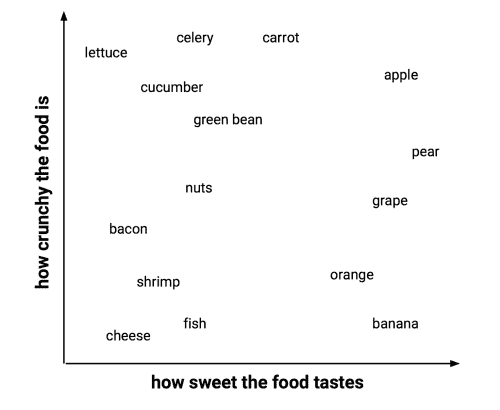 celery
carrot
lettuce
apple
cucumber
green bean
pear
nuts
grape
bacon
orange
shrimp
fish
banana
cheese
how crunchy the food is
how sweet the food tastes